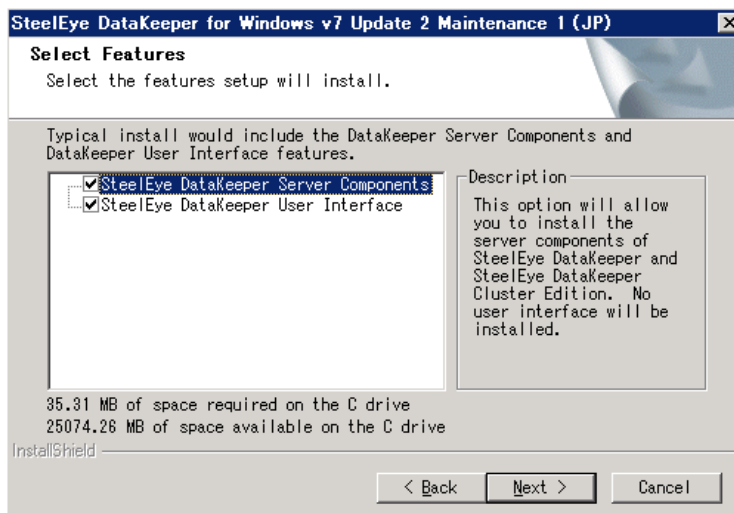 SteelEye DataKeeper for Windows v7 Update 2 Maintenance 1 (JP)
Select Features
Select the features setup will install.
Typical install would include the DataKeeper Server Components and
DataKeeper User Interface features.
SteelEye DataKeeper Server Components
SteelEye DataKeeper User Interface
Description
This option will allow
you to install the
server components of
SteelEye DataKeeper and
SteelEye DataKeeper
Cluster Edition. No
user interface will be
installed.
35.31 MB of space required on the C drive
25074.26 MB of space available on the C drive
InstallShield
< Back
Next >
Cancel